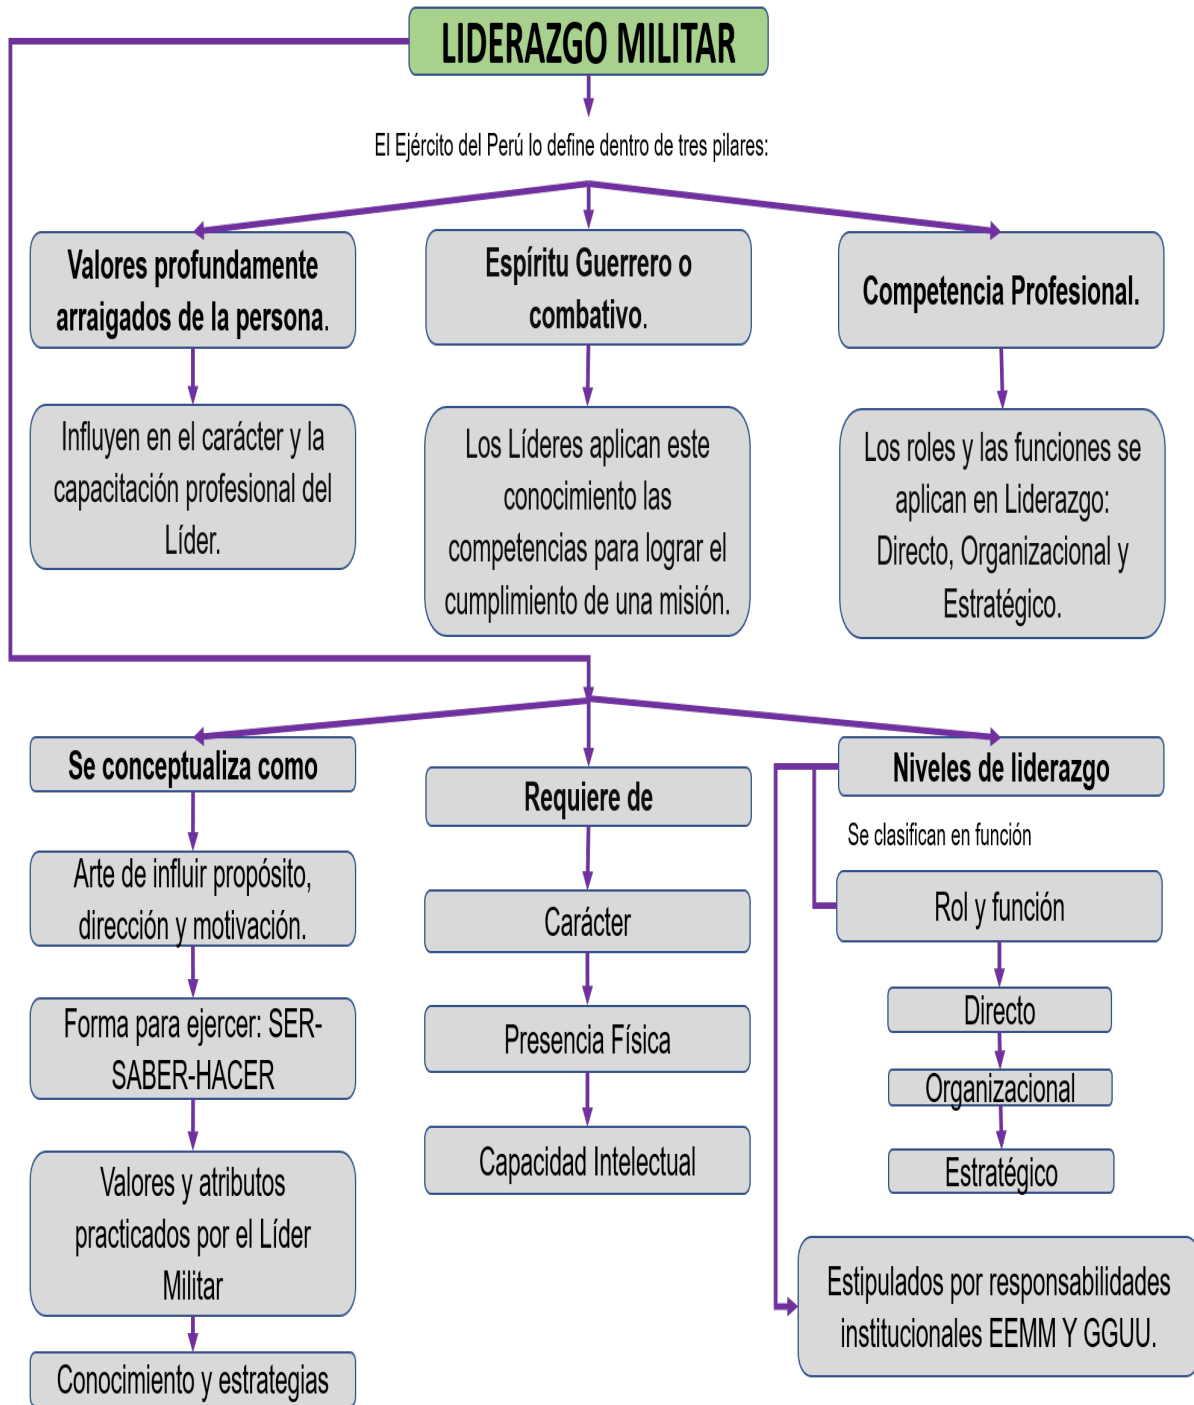 LIDERAZGO MILITAR
El Ejército del Perú lo define dentro de tres pilares:
Valores profundamente
arraigados de la persona.
Espíritu Guerrero o
combativo.
Competencia Profesional.
Influyen en el carácter y la
capacitación profesional del
Líder.
Los Líderes aplican este
conocimiento las
competencias para lograr el
cumplimiento de una misión.
Los roles y las funciones se
aplican en Liderazgo:
Directo, Organizacional y
Estratégico.
Se conceptualiza como
Arte de influir propósito,
dirección y motivación.
Forma para ejercer: SER-
SABER-HACER
Valores y atributos
practicados por el Líder
Militar
Conocimiento y estrategias
Requiere de
Carácter
Presencia Física
Capacidad Intelectual
Niveles de liderazgo
Se clasifican en función
Rol y función
Directo
Organizacional
Estratégico
Estipulados por responsabilidades
institucionales EEMM Y GGUU.